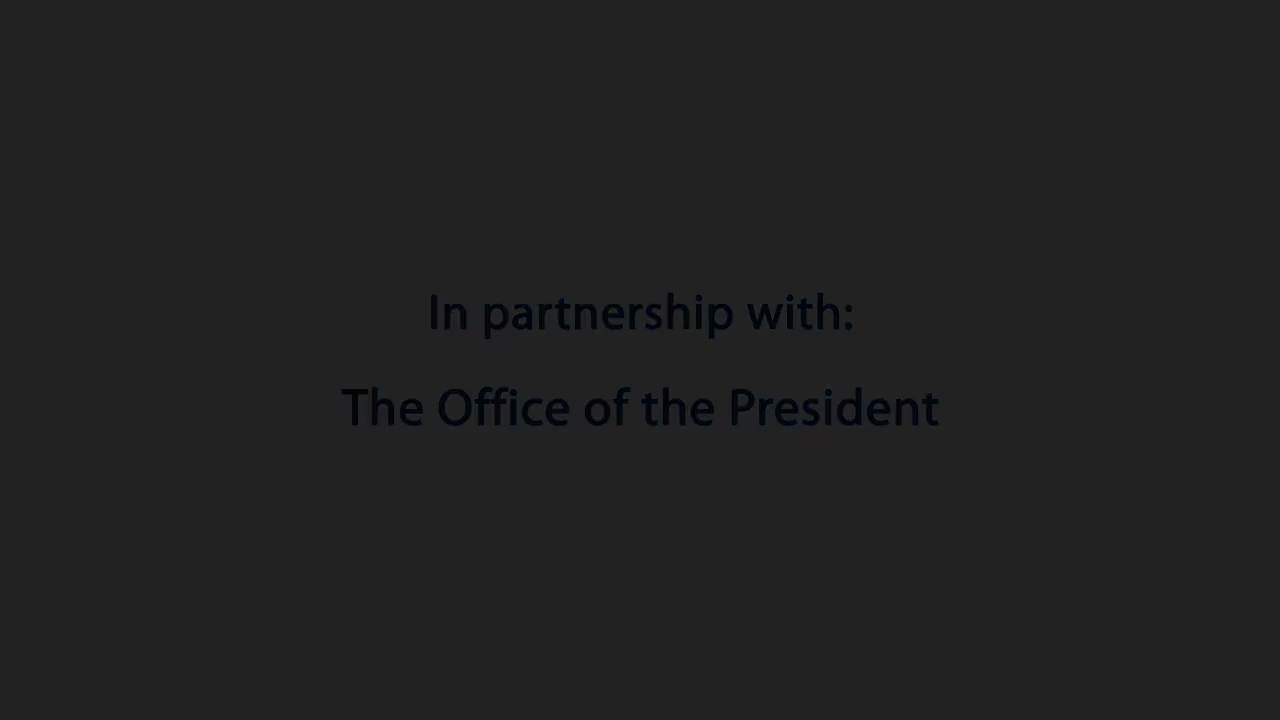 In partnership with:
The Office of the President